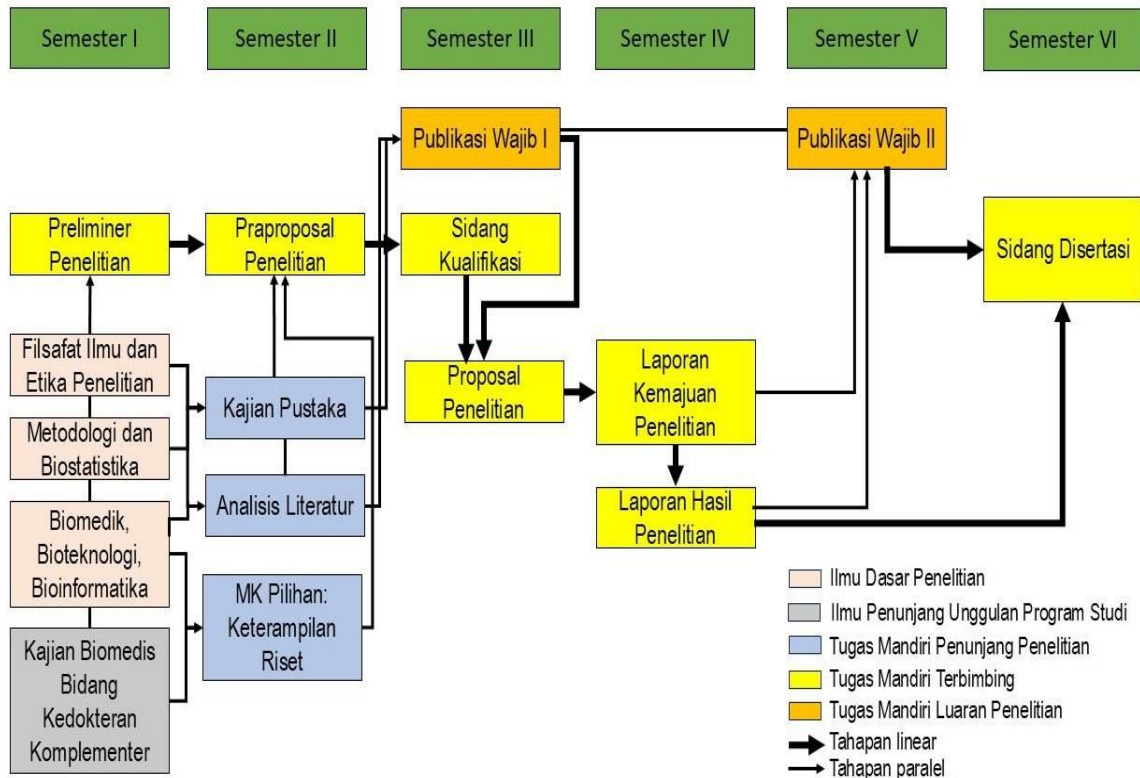 Semester I
Semester II
Semester III
Semester IV
Semester V
Semester VI
Publikasi Wajib I
Publikasi Wajib II
Preliminer
Penelitian
Praproposal
Penelitian
Sidang
Kualifikasi
Sidang Disertasi
Filsafat Ilmu dan
Etika Penelitian
Metodologi dan
Biostatistika
Biomedik,
Bioteknologi,
Bioinformatika
Kajian Biomedis
Bidang
Kedokteran
Komplementer
Kajian Pustaka
Analisis Literatur
MK Pilihan:
Keterampilan
Riset
Proposal
Penelitian
Laporan
Kemajuan
Penelitian
Laporan Hasil
Penelitian
Ilmu Dasar Penelitian
Ilmu Penunjang Unggulan Program Studi
Tugas Mandiri Penunjang Penelitian
Tugas Mandiri Terbimbing
Tugas Mandiri Luaran Penelitian
Tahapan linear
Tahapan paralel